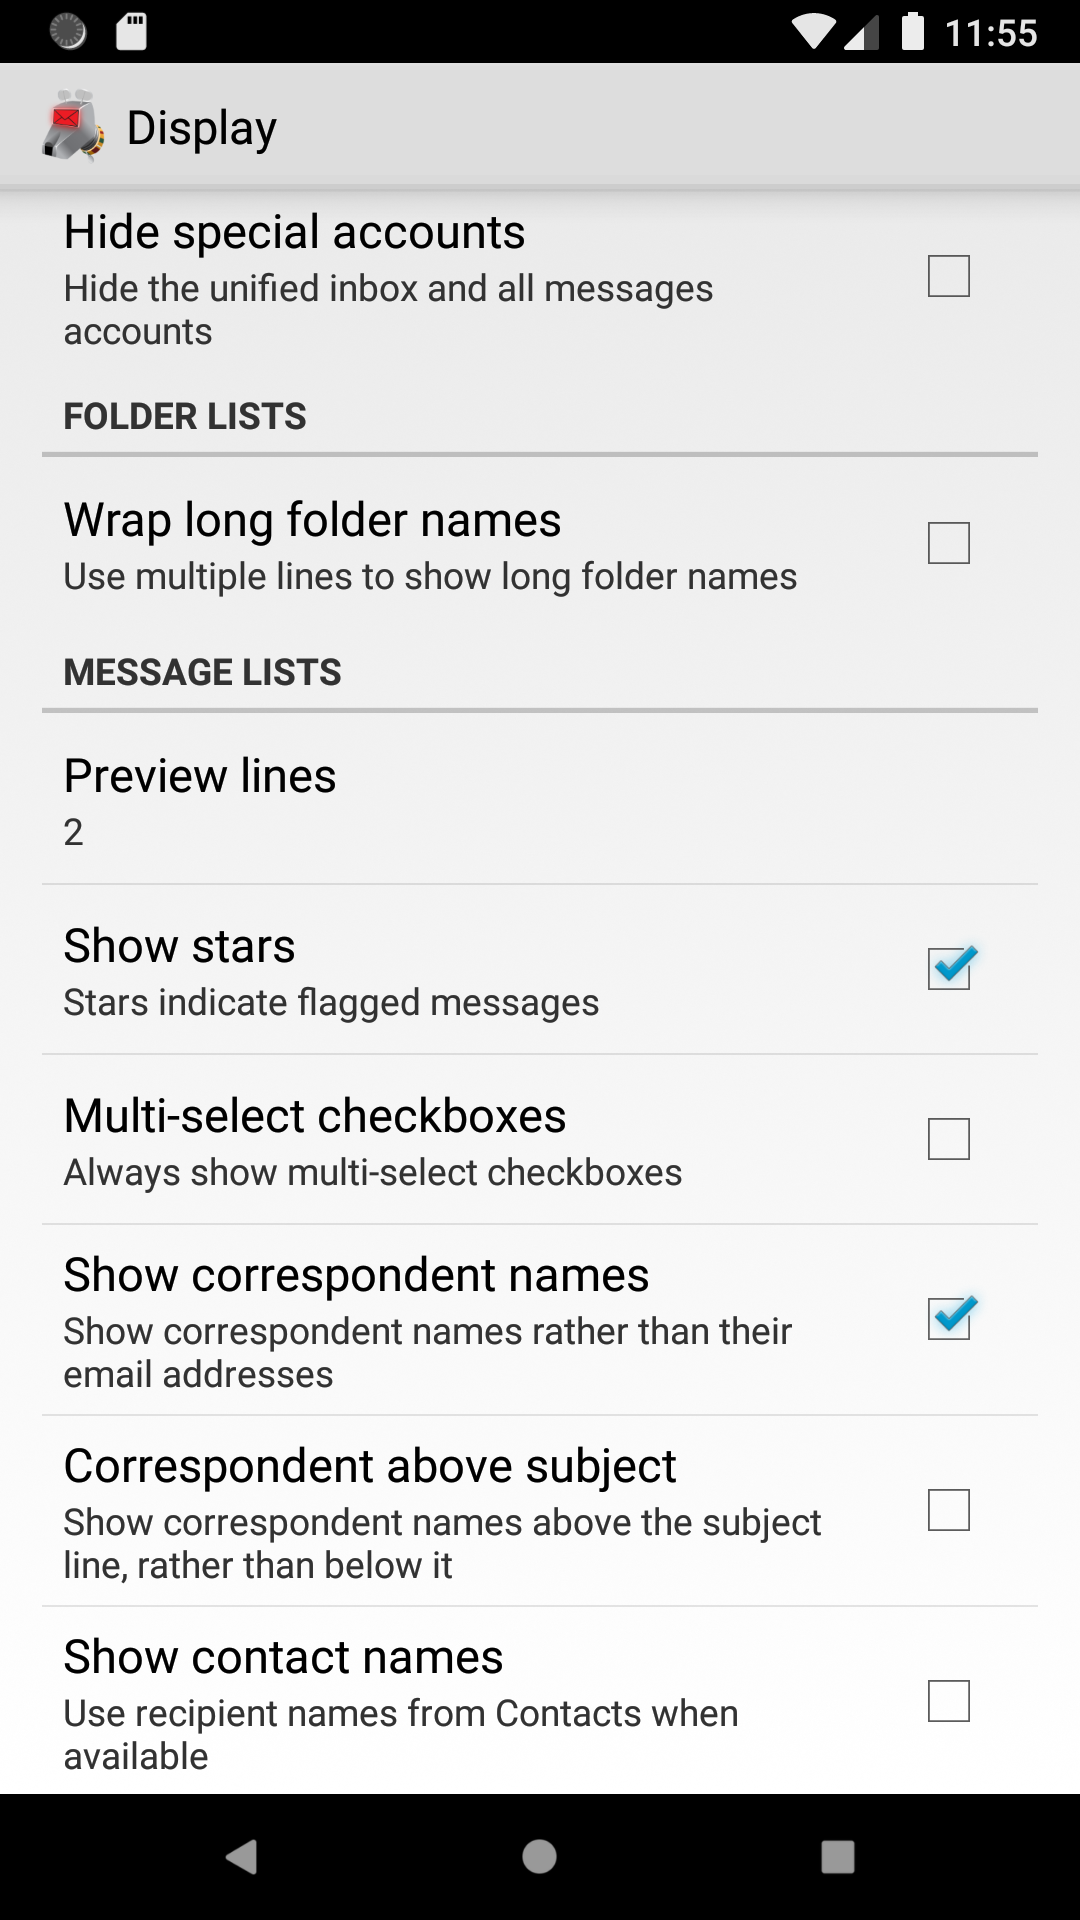 11:55
Display
Hide special accounts
Hide the unified inbox and all messages
accounts
FOLDER LISTS
Wrap long folder names
Use multiple lines to show long folder names
MESSAGE LISTS
Preview lines
2
Show stars
Stars indicate flagged messages
Multi-select checkboxes
Always show multi-select checkboxes
Show correspondent names
Show correspondent names rather than their
email addresses
Correspondent above subject
Show correspondent names above the subject
line, rather than below it
Show contact names
Use recipient names from Contacts when
available